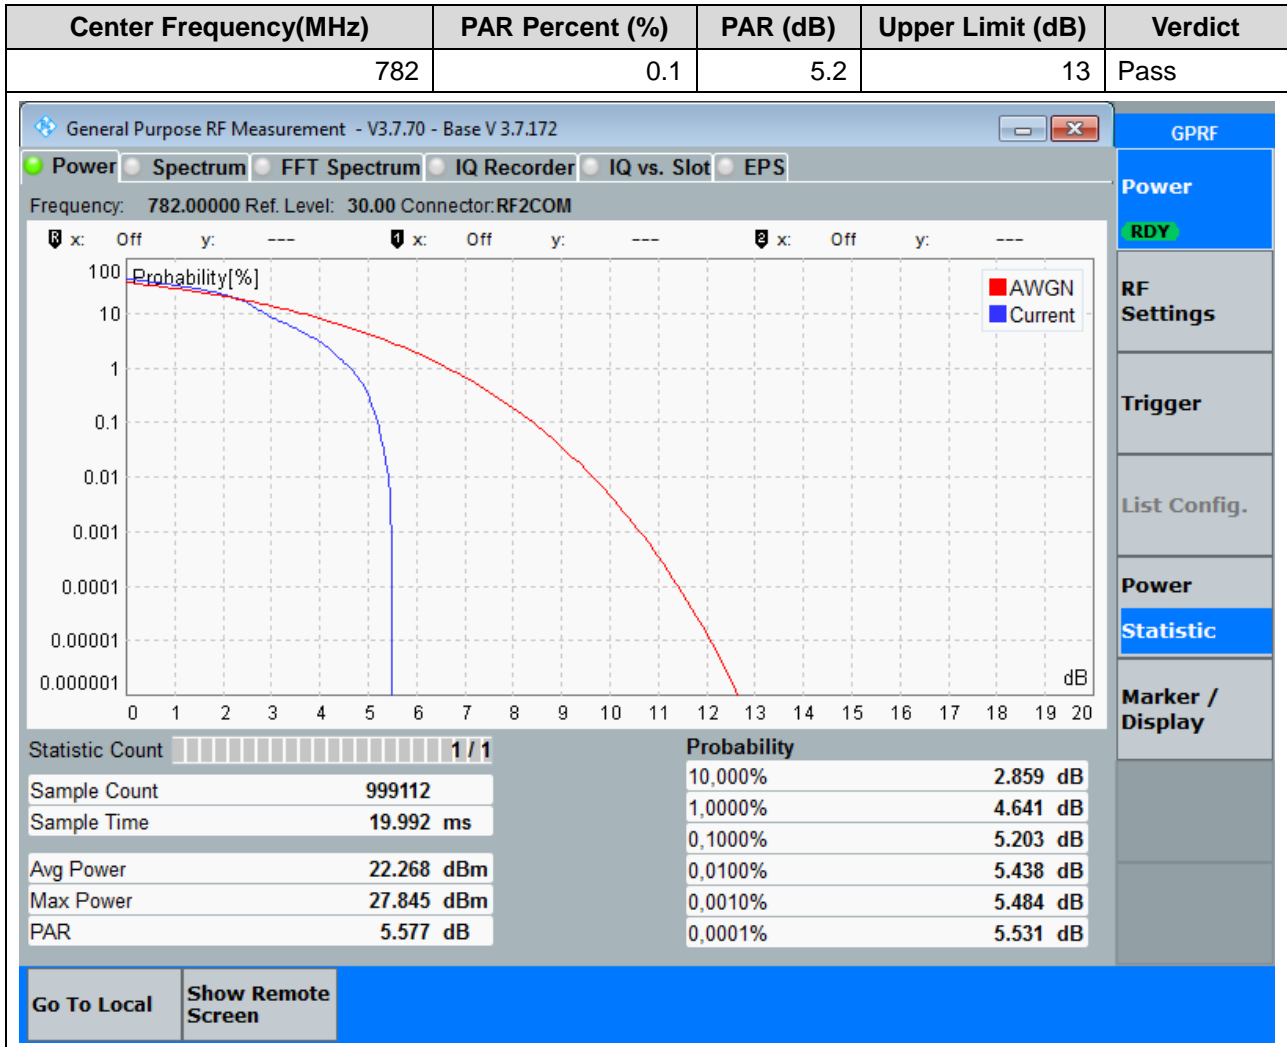 Center Frequency(MHz) PAR Percent (%) PAR (dB) Upper Limit (dB) Verdict
782 0.1 5.2 13 Pass
General Purpose RF Measurement - V3.7.70 - Base V 3.7.172
GPRF
Power Spectrum FFT Spectrum IQ Recorder IQ vs. Slot EPS
Power
RDY
Frequency: 782.00000 Ref. Level: 30.00 Connector:RF2COM
R x: Off y: --- 1 x: Off y: --- 2 x: Off y: ---
Probability[%]
AWGN
Current
100
10
1
0.1
0.01
0.001
0.0001
0.00001
0.000001
dB
0 1 2 3 4 5 6 7 8 9 10 11 12 13 14 15 16 17 18 19 20
RF
Settings
Trigger
List Config.
Power
Statistic
Marker /
Display
Statistic Count 1 / 1
Sample Count 999112
Sample Time 19.992 ms
Avg Power 22.268 dBm
Max Power 27.845 dBm
PAR 5.577 dB
Probability
10,000% 2.859 dB
1,0000% 4.641 dB
0,1000% 5.203 dB
0,0100% 5.438 dB
0,0010% 5.484 dB
0,0001% 5.531 dB
Go To Local
Show Remote
Screen